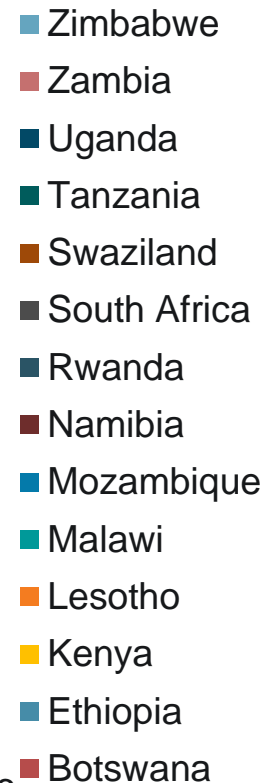 Zimbabwe
Zambia
Uganda
Tanzania
Swaziland
South Africa
Rwanda
Namibia
Mozambique
Malawi
Lesotho
Kenya
Ethiopia
Botswana